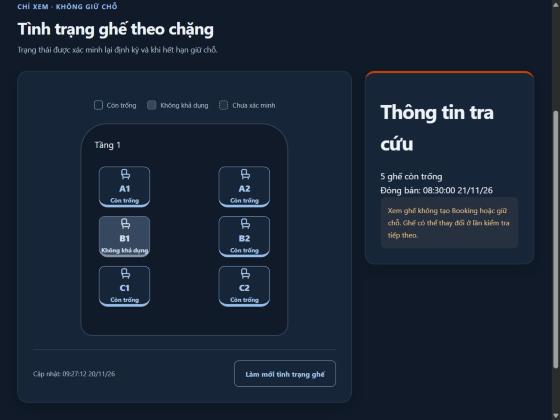 CHỈ XEM · KHÔNG GIỮ CHỖ
Tình trạng ghế theo chặng
Trạng thái được xác minh lại định kỳ và khi hết hạn giữ chỗ.
Còn trống
Không khả dụng
Chưa xác minh
Tầng 1
A1
Còn trống
A2
Còn trống
B1
Không khả dụng
B2
Còn trống
C1
Còn trống
C2
Còn trống
Cập nhật: 09:27:12 20/11/26
Làm mới tình trạng ghế
Thông tin tra
cứu
5 ghế còn trống
Đóng bán: 08:30:00 21/11/26
Xem ghế không tạo Booking hoặc giữ
chỗ. Ghế có thể thay đổi ở lần kiểm tra
tiếp theo.